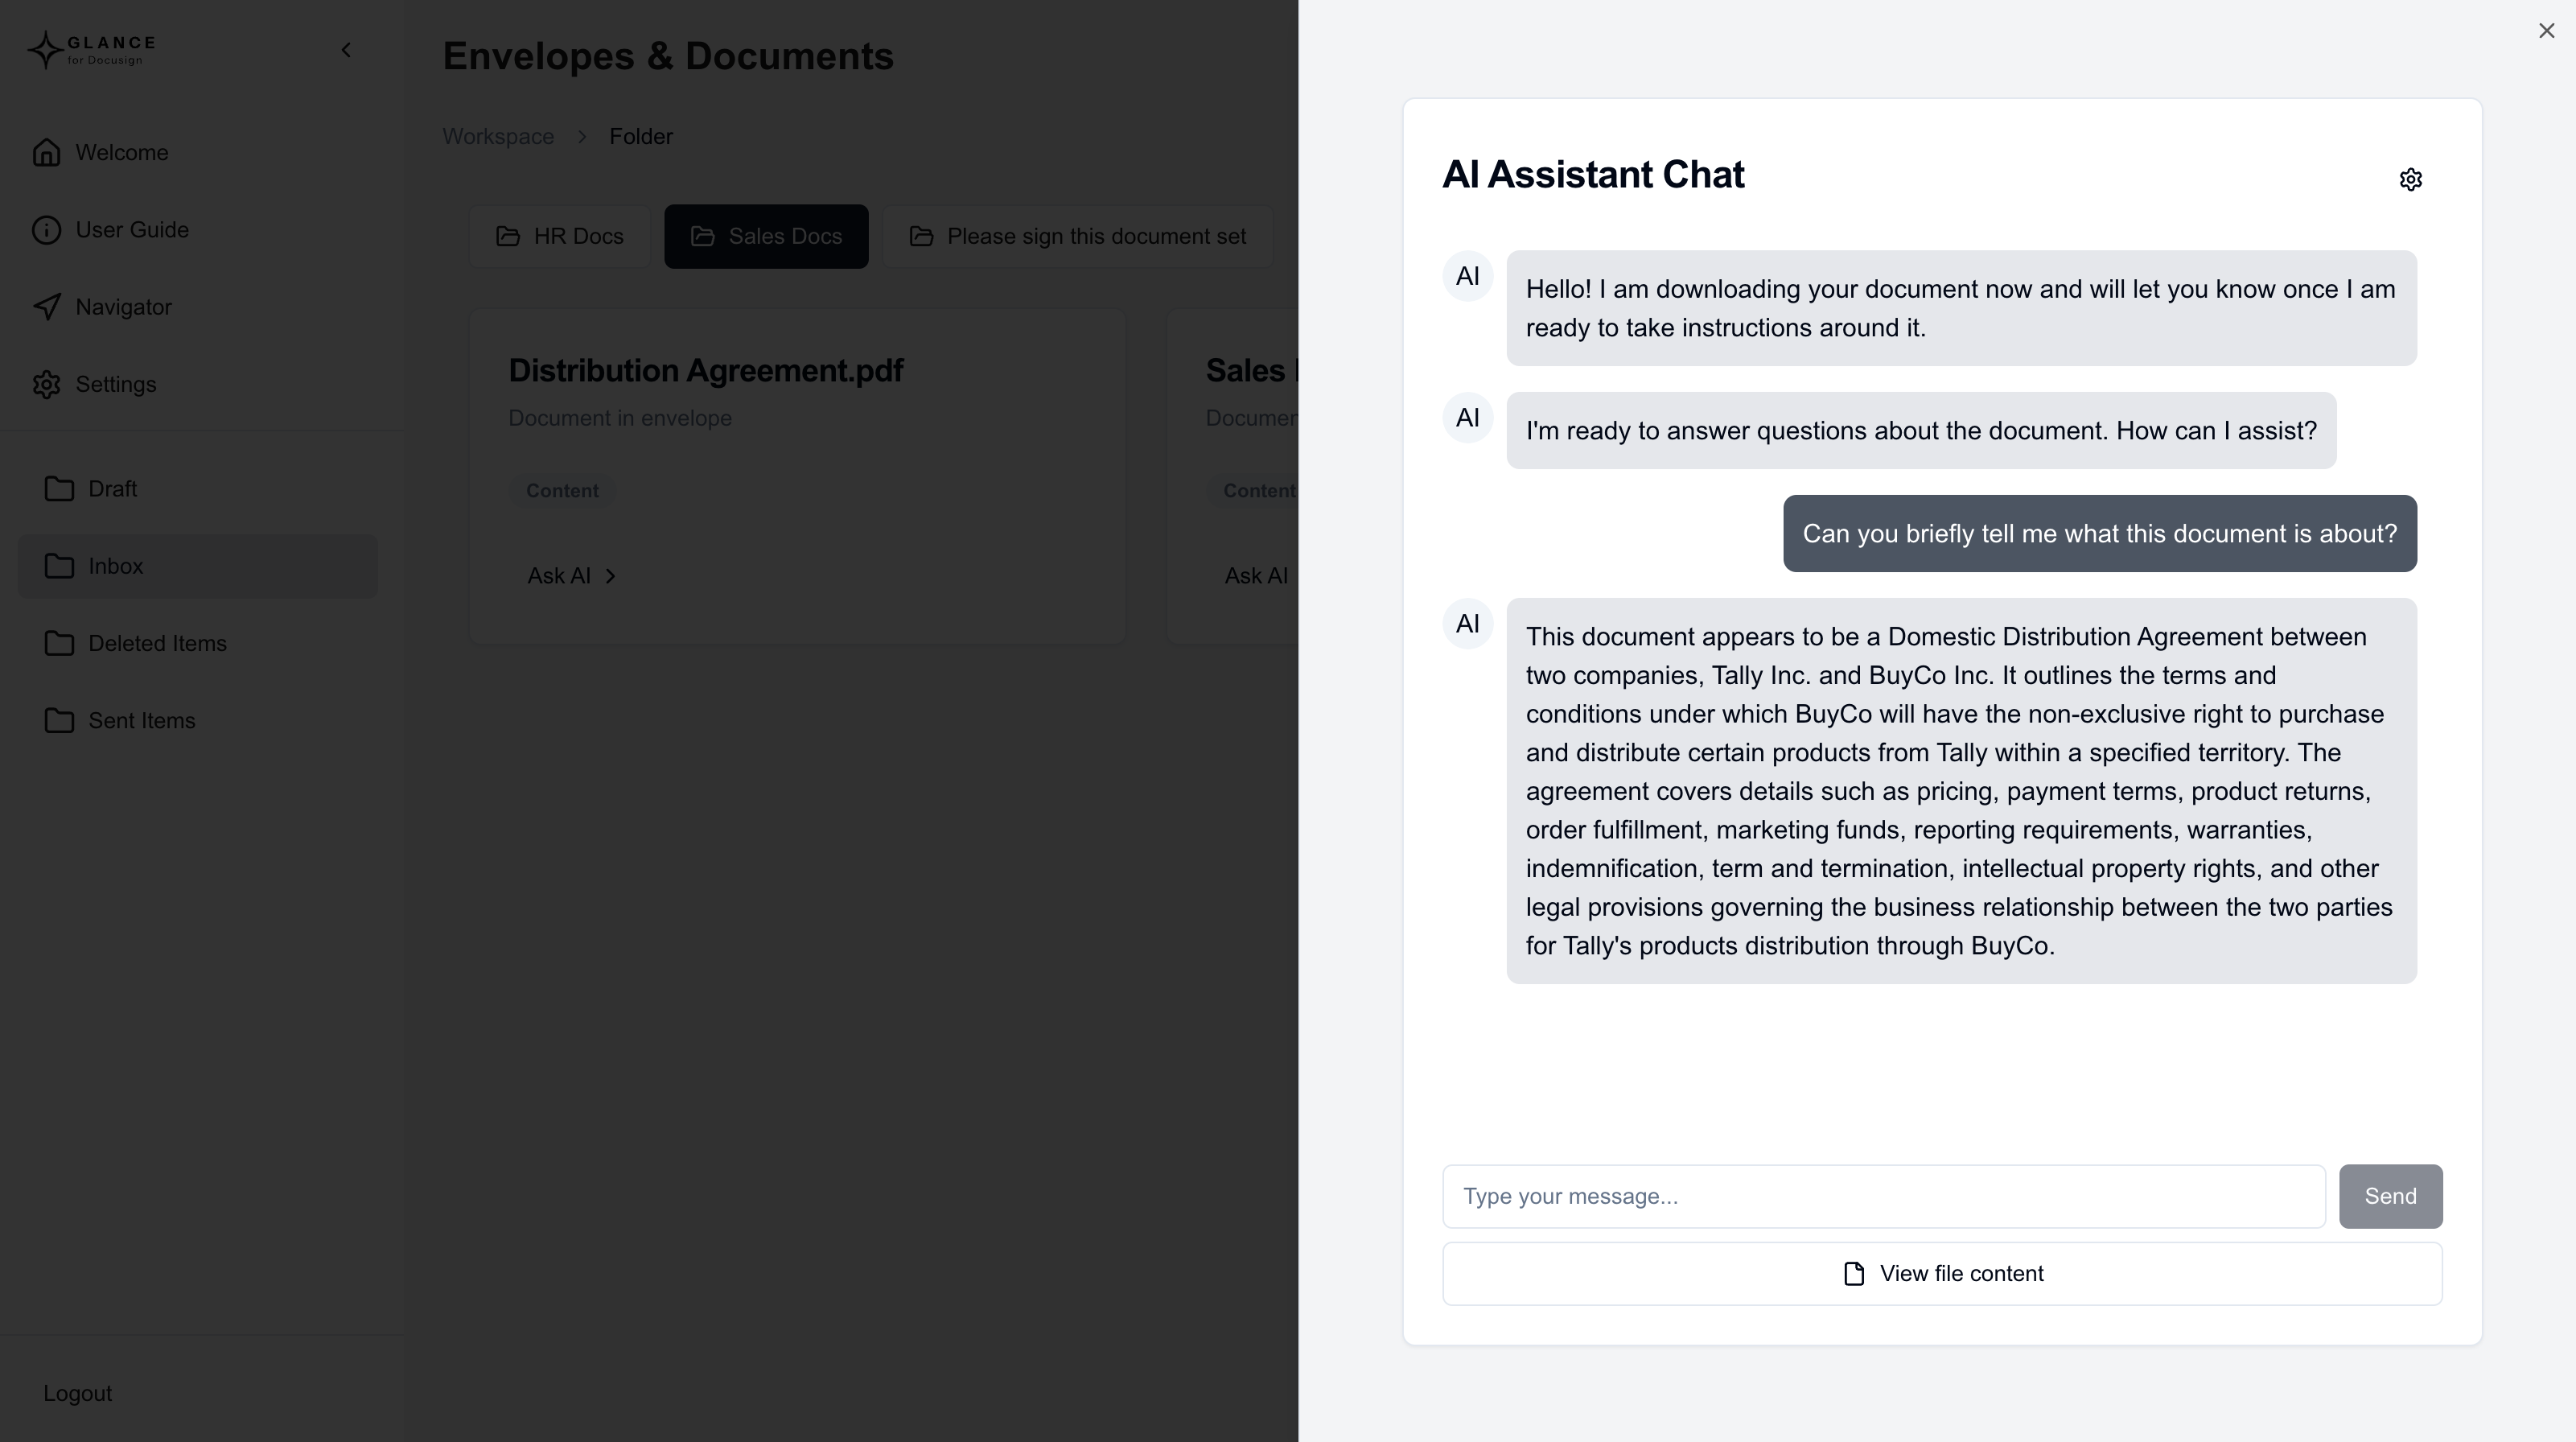 GLANCE
for Docusign
Welcome
User Guide
Navigator
Settings
Draft
Inbox
Deleted Items
Sent Items
Logout
Envelopes & Documents
Workspace > Folder
HR Docs
Sales Docs
Please sign this document set
Distribution Agreement.pdf
Document in envelope
Content
Ask AI
Sales
Documen
Content
Ask AI
AI Assistant Chat
AI
Hello! I am downloading your document now and will let you know once I am
ready to take instructions around it.
AI
I'm ready to answer questions about the document. How can I assist?
Can you briefly tell me what this document is about?
AI
This document appears to be a Domestic Distribution Agreement between
two companies, Tally Inc. and BuyCo Inc. It outlines the terms and
conditions under which BuyCo will have the non-exclusive right to purchase
and distribute certain products from Tally within a specified territory. The
agreement covers details such as pricing, payment terms, product returns,
order fulfillment, marketing funds, reporting requirements, warranties,
indemnification, term and termination, intellectual property rights, and other
legal provisions governing the business relationship between the two parties
for Tally's products distribution through BuyCo.
Type your message...
Send
View file content